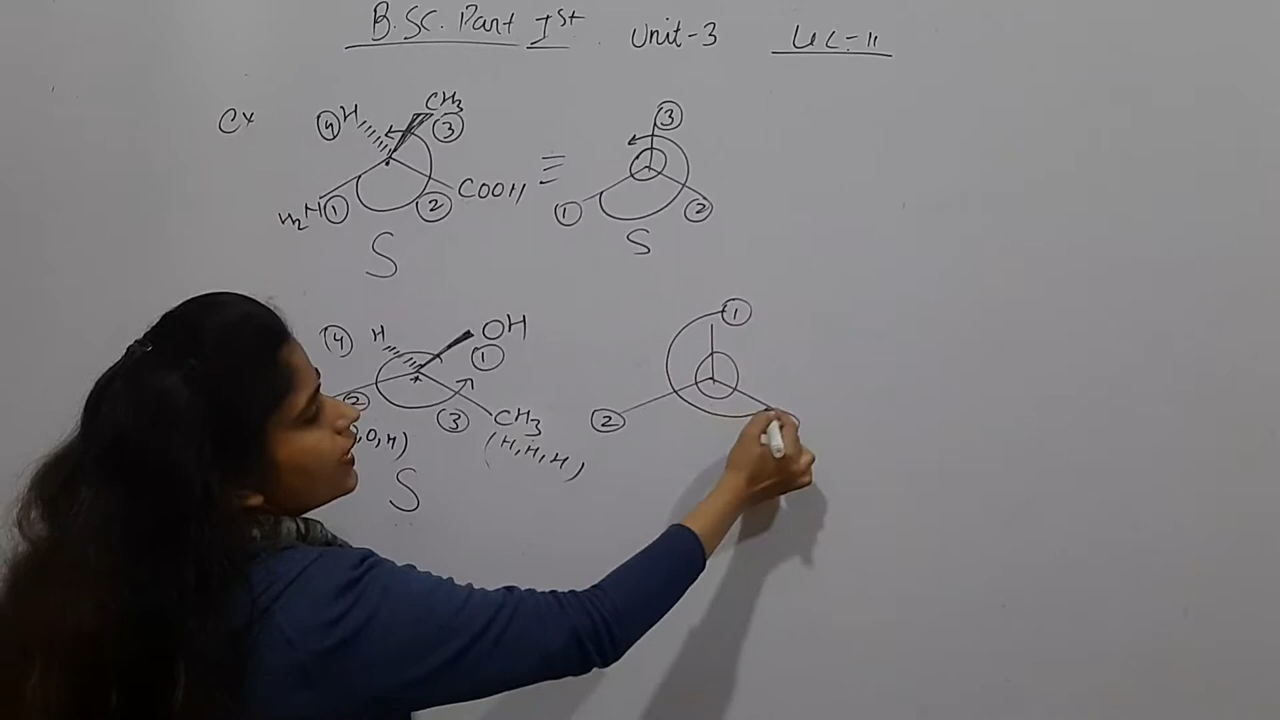 B.SC. Part Ist Unit-3 Lec-11
Ex
4 H CH3 3
≡
3
H2N 1 2 COOH
1 2
S S
4 H OH
1
1
2 3 CH3
2
,O,H) (H,H,H)
S